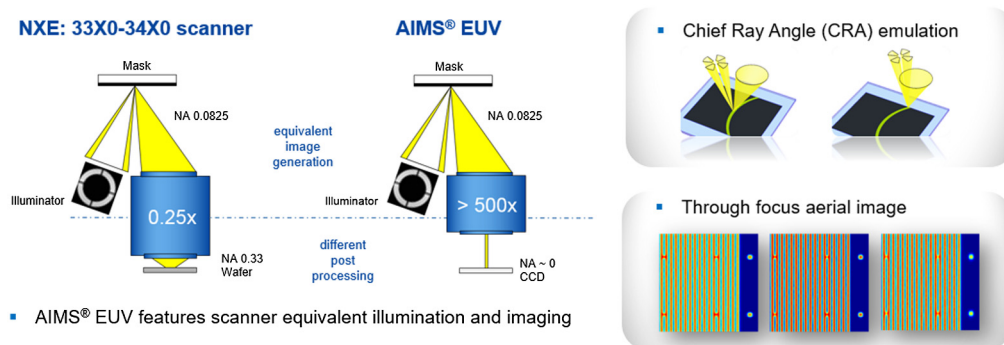 NXE: 33X0-34X0 scanner
Mask
NA 0.0825
Illuminator
0.25x
NA 0.33
Wafer
equivalent
image
generation
different
post
processing
AIMS® EUV
Mask
NA 0.0825
Illuminator
> 500x
NA ~ 0
CCD
▪ AIMS® EUV features scanner equivalent illumination and imaging
▪ Chief Ray Angle (CRA) emulation
▪ Through focus aerial image